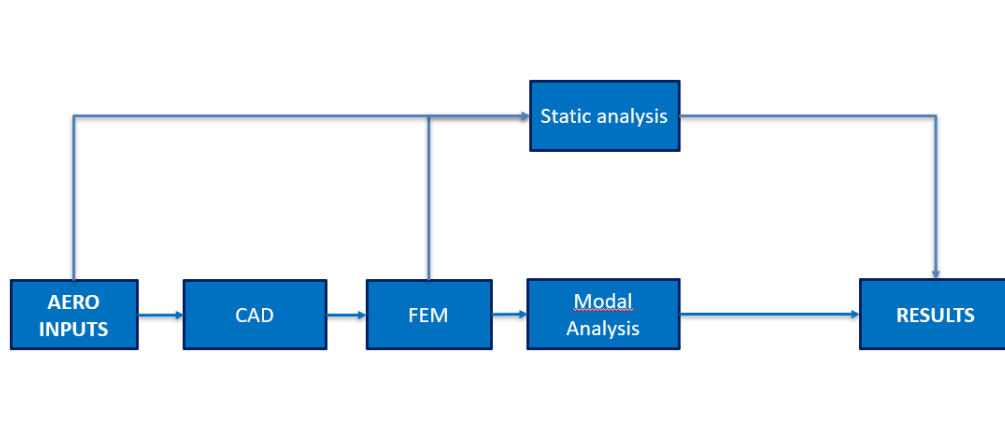 Static analysis
AERO
INPUTS
CAD
FEM
Modal
Analysis
RESULTS